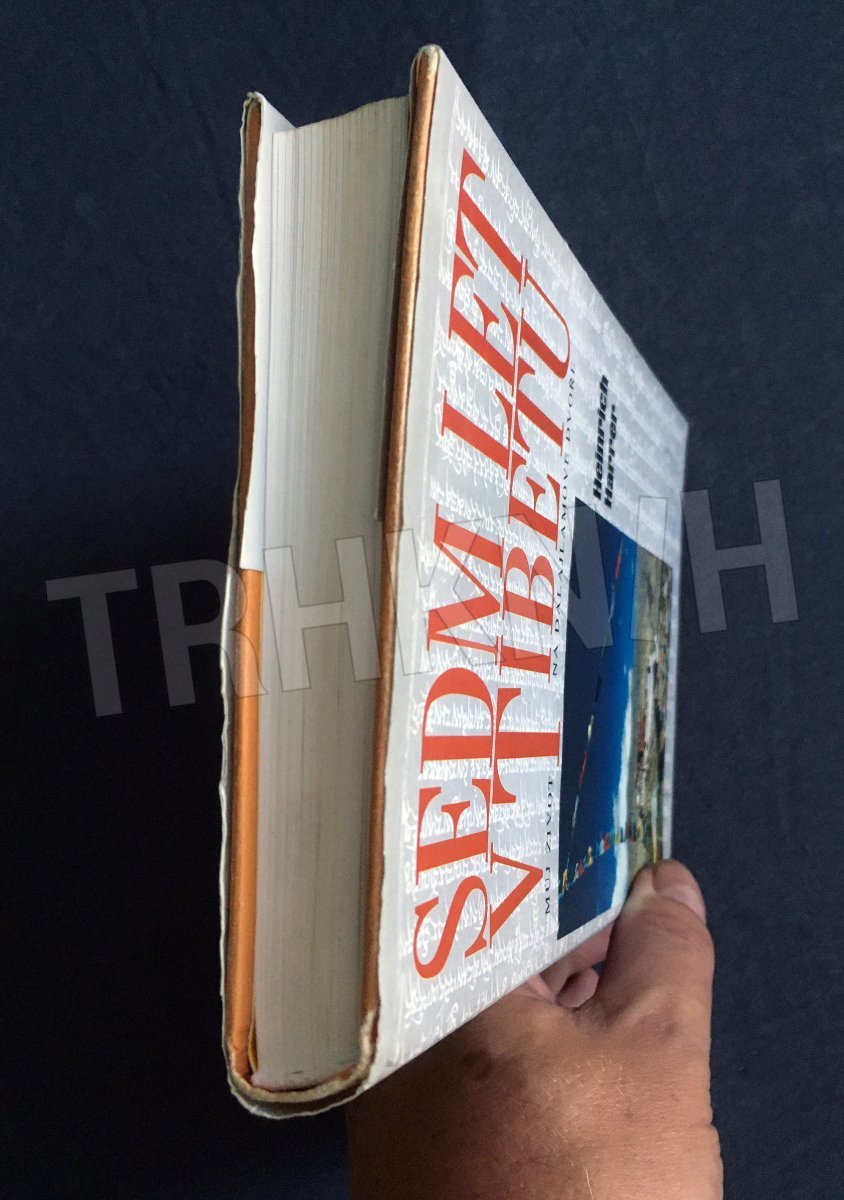 SEDM LET
V TIBETU
MŮJ ŽIVOT NA DALAJLAMOVĚ DVOŘE
Heinrich
Harrer
TRHKNIH